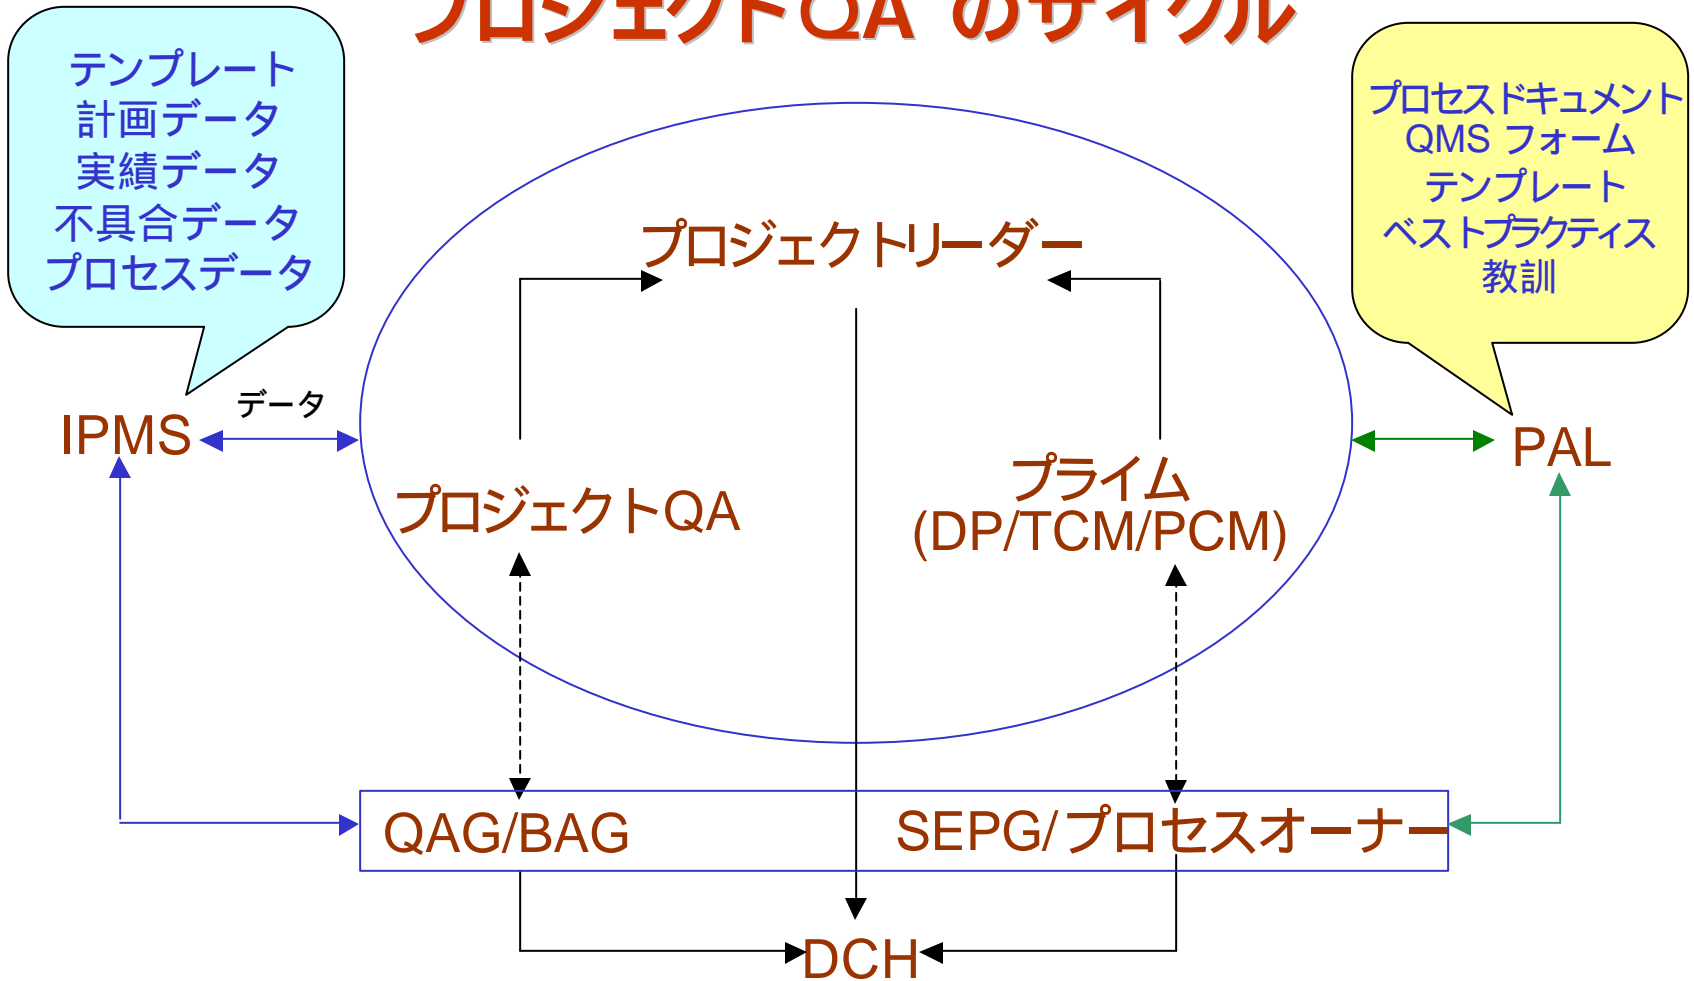 プロジェクトQA のサイクル
テンプレート
計画データ
実績データ
不具合データ
プロセスデータ
プロセスドキュメント
QMS フォーム
テンプレート
ベストプラクティス
教訓
プロジェクトリーダー
データ
IPMS
PAL
プロジェクトQA
プライム
(DP/TCM/PCM)
QAG/BAG
SEPG/プロセスオーナー
DCH